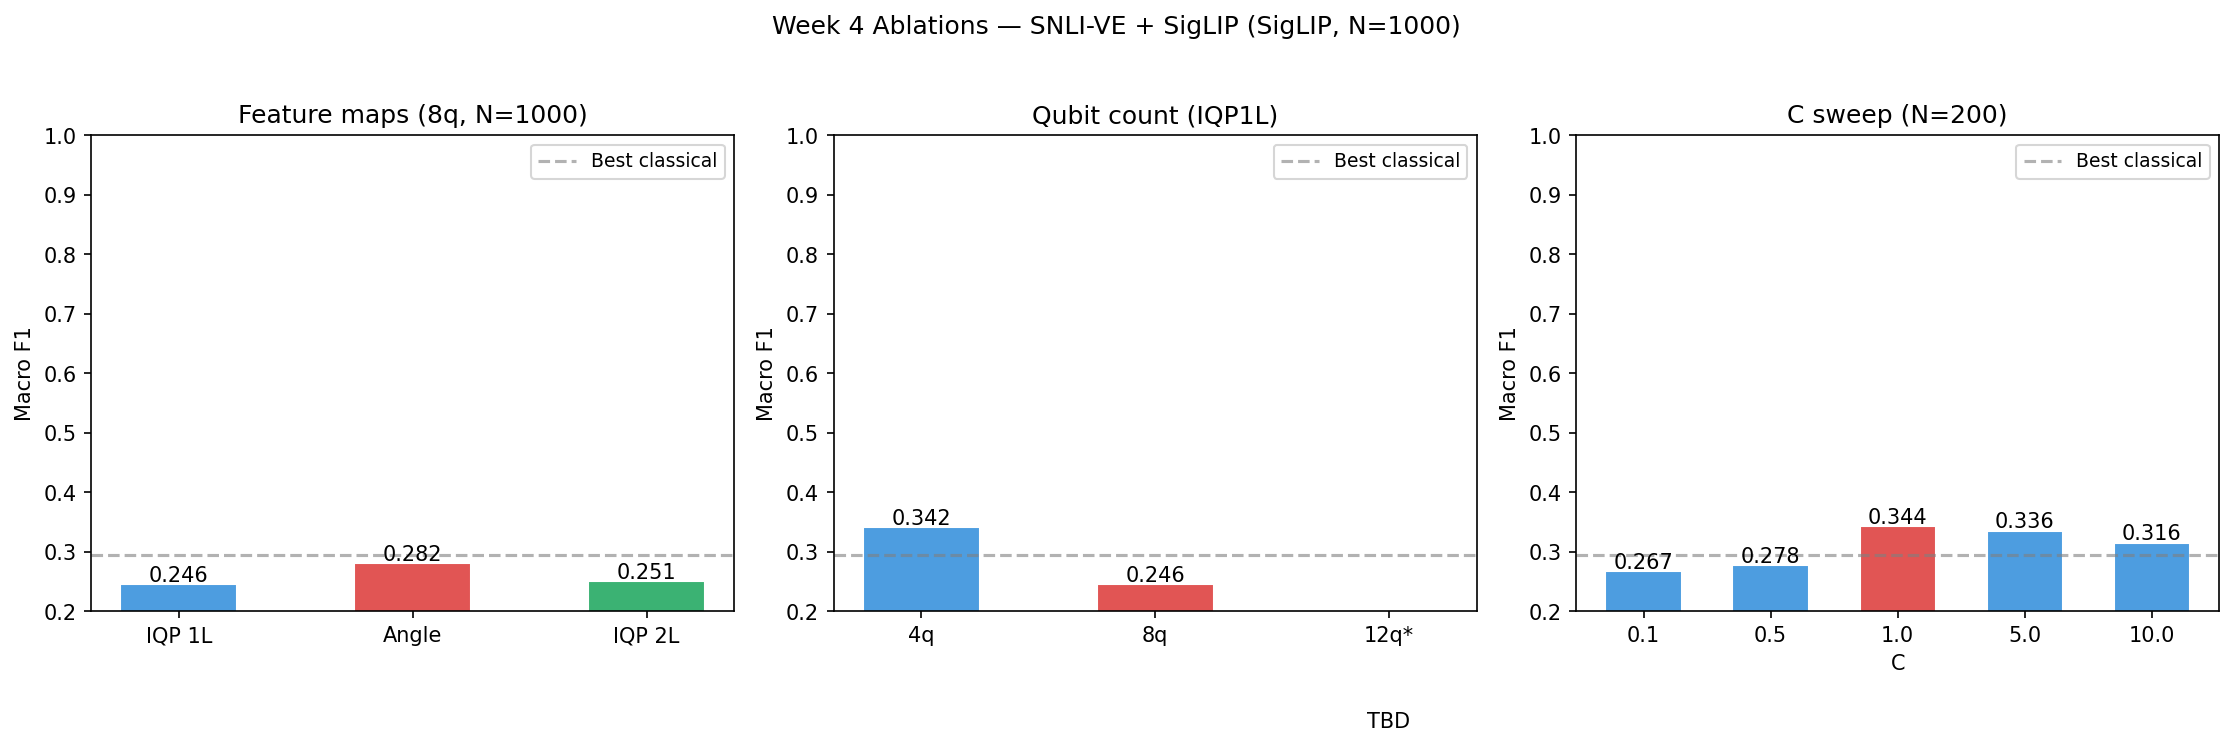 Week 4 Ablations — SNLI-VE + SigLIP (SigLIP, N=1000)
Feature maps (8q, N=1000)
Macro F1
1.0
0.9
0.8
0.7
0.6
0.5
0.4
0.3
0.2
Best classical
0.246
0.282
0.251
IQP 1L
Angle
IQP 2L
Qubit count (IQP1L)
Macro F1
1.0
0.9
0.8
0.7
0.6
0.5
0.4
0.3
0.2
Best classical
0.342
0.246
4q
8q
12q*
TBD
C sweep (N=200)
Macro F1
1.0
0.9
0.8
0.7
0.6
0.5
0.4
0.3
0.2
Best classical
0.267
0.278
0.344
0.336
0.316
0.1
0.5
1.0
5.0
10.0
C